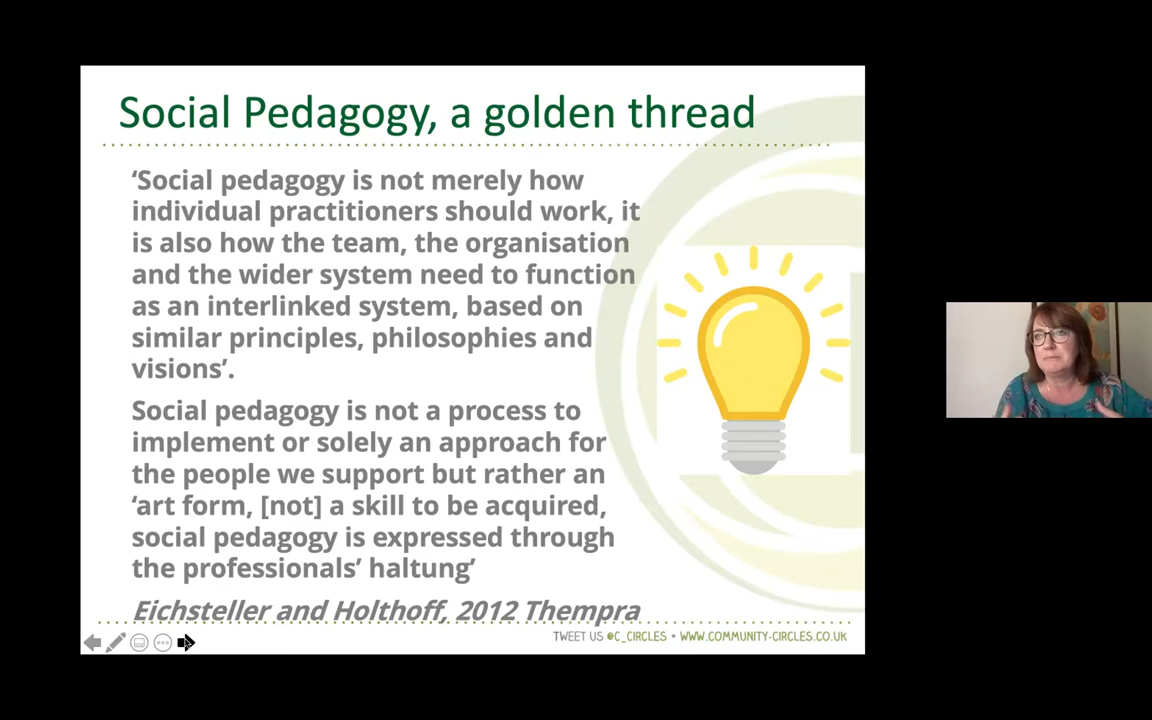 Social Pedagogy, a golden thread
‘Social pedagogy is not merely how
individual practitioners should work, it
is also how the team, the organisation
and the wider system need to function
as an interlinked system, based on
similar principles, philosophies and
visions’.
Social pedagogy is not a process to
implement or solely an approach for
the people we support but rather an
‘art form, [not] a skill to be acquired,
social pedagogy is expressed through
the professionals’ haltung’
Eichsteller and Holthoff, 2012 Thempra
TWEET US @C_CIRCLES • WWW.COMMUNITY-CIRCLES.CO.UK